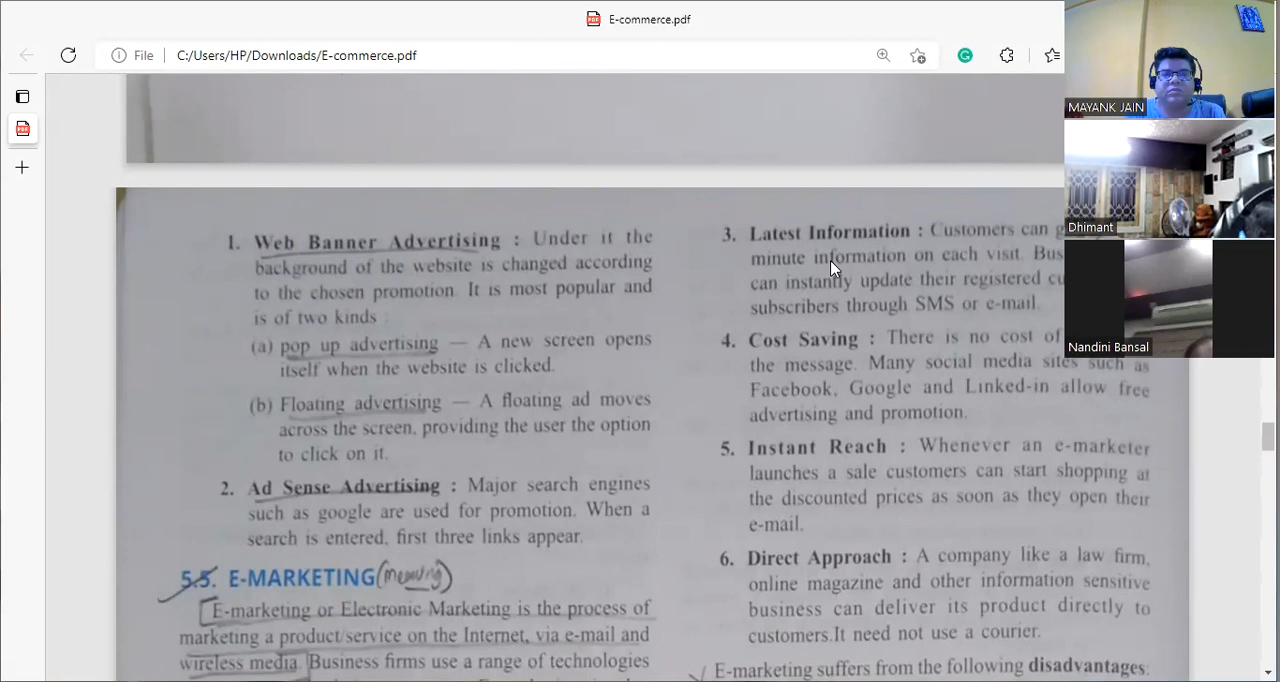 E-commerce.pdf
File
C:/Users/HP/Downloads/E-commerce.pdf
1. Web Banner Advertising : Under it the
background of the website is changed according
to the chosen promotion. It is most popular and
is of two kinds :
(a) pop up advertising — A new screen opens
itself when the website is clicked.
(b) Floating advertising — A floating ad moves
across the screen, providing the user the option
to click on it.
2. Ad Sense Advertising : Major search engines
such as google are used for promotion. When a
search is entered, first three links appear.
5.5. E-MARKETING (meaning)
E-marketing or Electronic Marketing is the process of
marketing a product/service on the Internet, via e-mail and
wireless media. Business firms use a range of technologies
3. Latest Information : Customers can
minute information on each visit.
can instantly update their registered
subscribers through SMS or e-mail.
4. Cost Saving : There is no cost of
the message. Many social media sites such as
Facebook, Google and Linked-in allow free
advertising and promotion.
5. Instant Reach : Whenever an e-marketer
launches a sale customers can start shopping at
the discounted prices as soon as they open their
e-mail.
6. Direct Approach : A company like a law firm,
online magazine and other information sensitive
business can deliver its product directly to
customers.It need not use a courier.
E-marketing suffers from the following disadvantages:
MAYANK JAIN
Dhimant
Nandini Bansal